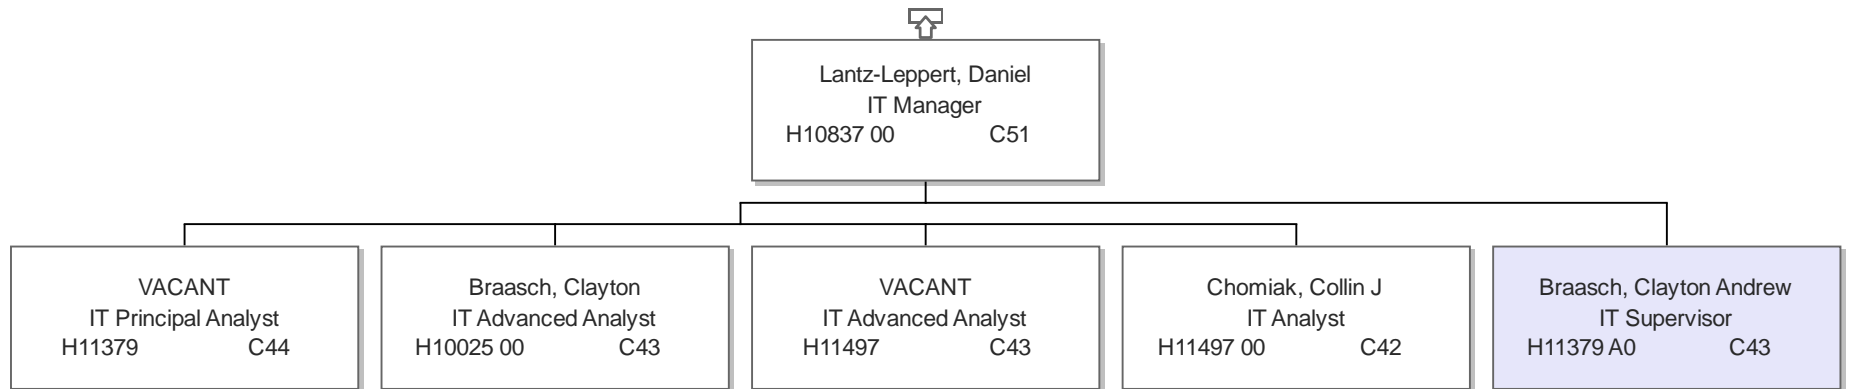 Lantz-Leppert, Daniel
IT Manager
H10837 00 C51
VACANT
IT Principal Analyst
H11379 C44
Braasch, Clayton
IT Advanced Analyst
H10025 00 C43
VACANT
IT Advanced Analyst
H11497 C43
Chomiak, Collin J
IT Analyst
H11497 00 C42
Braasch, Clayton Andrew
IT Supervisor
H11379 A0 C43